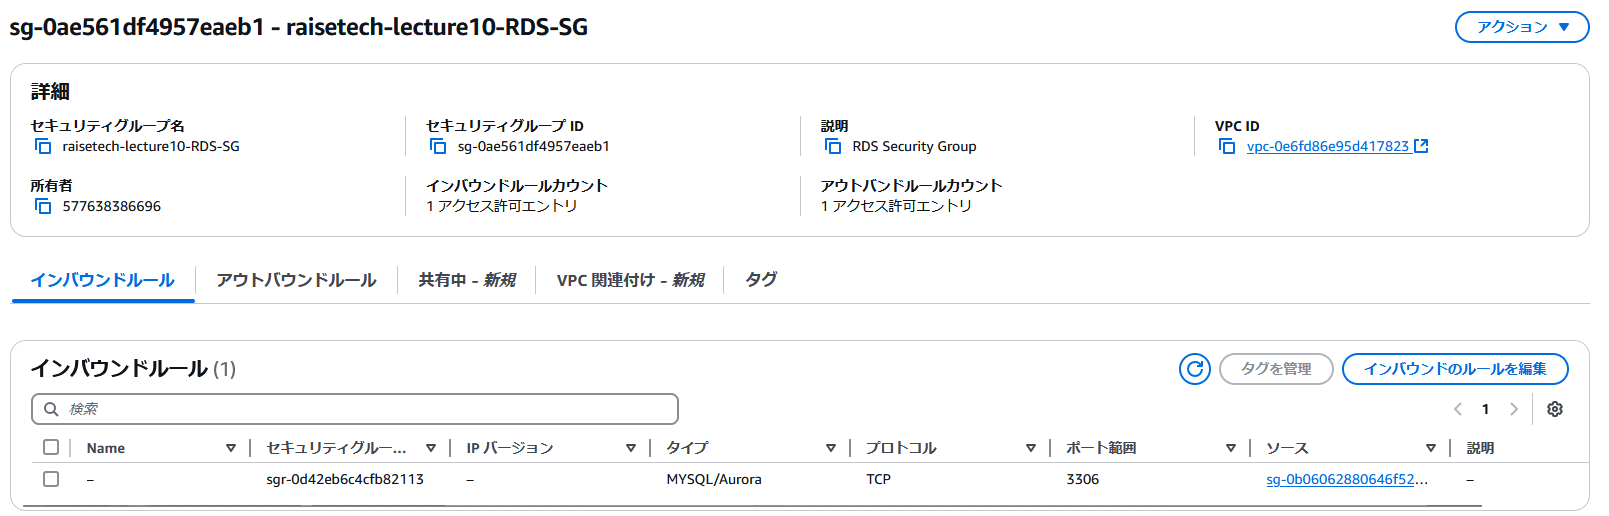 sg-0ae561df4957eaeb1 - raisetech-lecture10-RDS-SG
アクション
詳細
セキュリティグループ名
raisetech-lecture10-RDS-SG
セキュリティグループ ID
sg-0ae561df4957eaeb1
説明
RDS Security Group
VPC ID
vpc-0e6fd86e95d417823
所有者
577638386696
インバウンドルールカウント
1 アクセス許可エントリ
アウトバンドルールカウント
1 アクセス許可エントリ
インバウンドルール アウトバウンドルール 共有中 - 新規 VPC 関連付け - 新規 タグ
インバウンドルール (1)
タグを管理 インバウンドのルールを編集
検索
1
Name セキュリティグルー... IP バージョン タイプ プロトコル ポート範囲 ソース 説明
– sgr-0d42eb6c4cfb82113 – MYSQL/Aurora TCP 3306 sg-0b06062880646f52... –